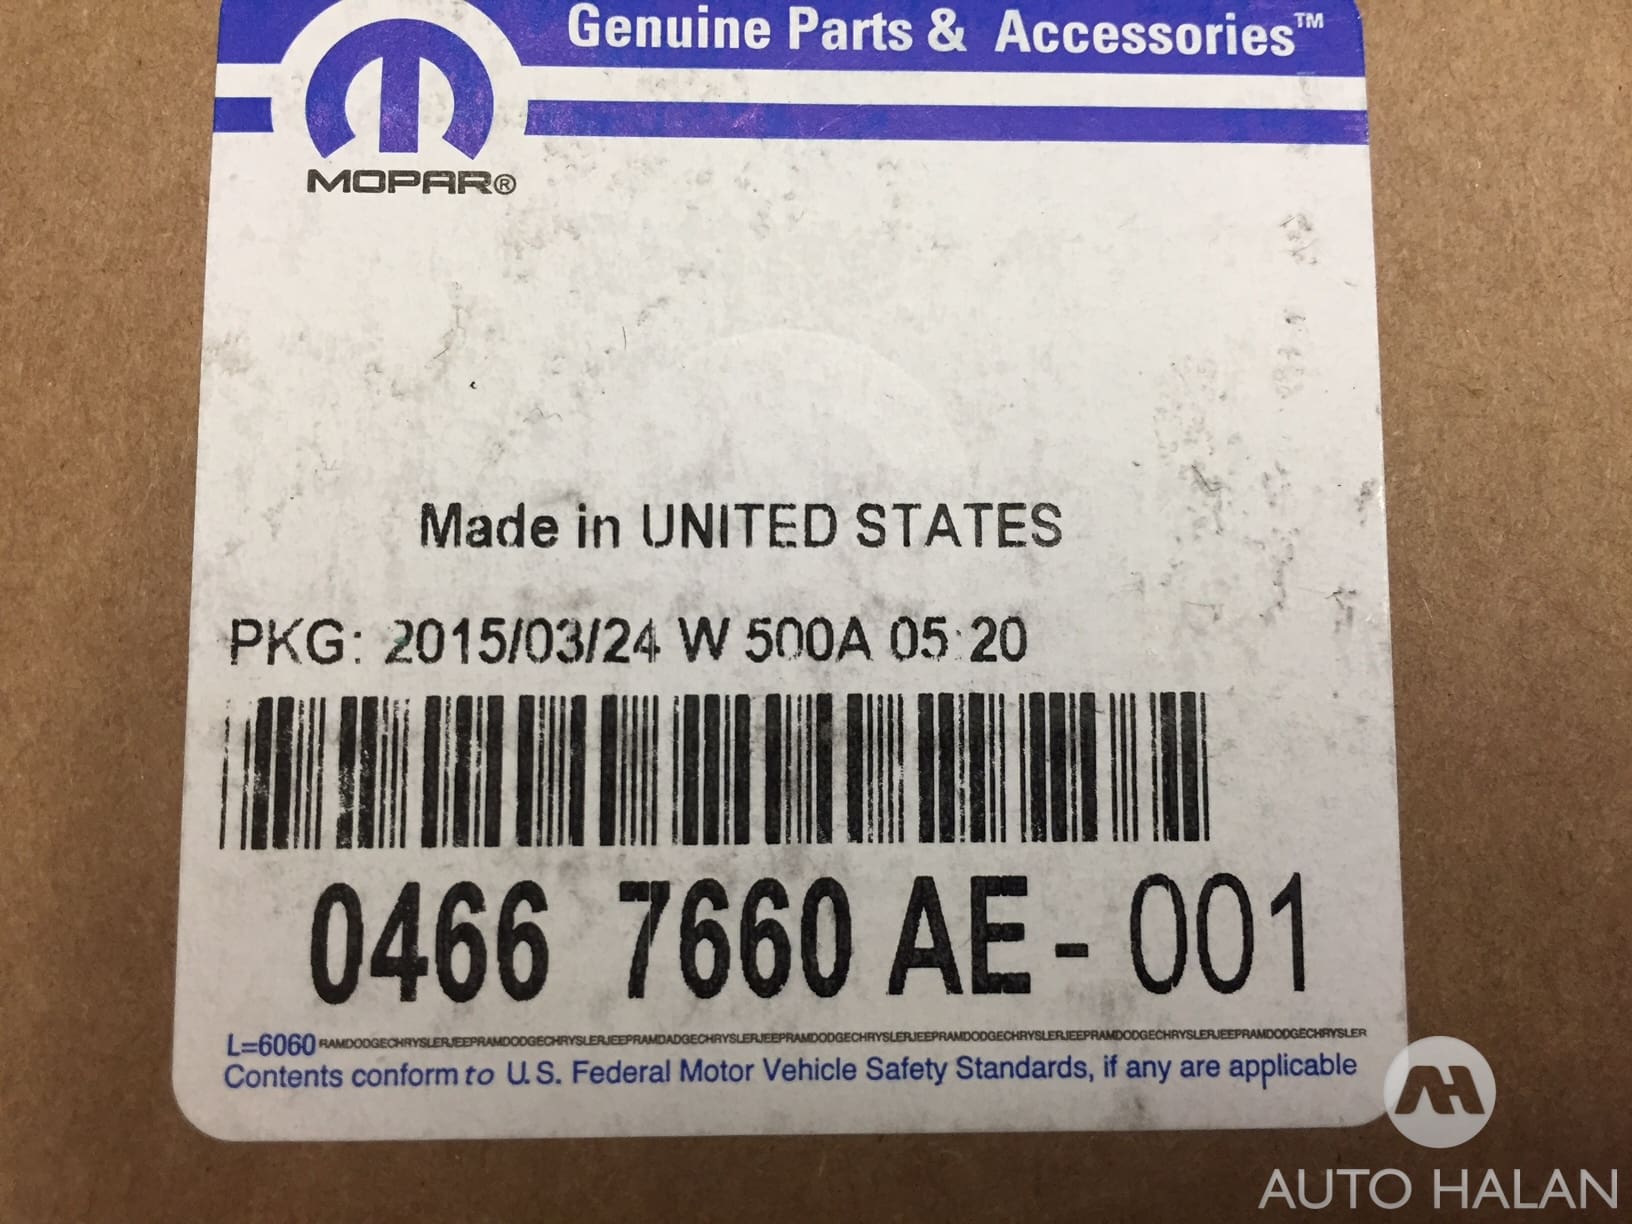 Genuine Parts & Accessories™
MOPAR®
Made in UNITED STATES
PKG: 2015/03/24 W 500A 05:20
0466 7660 AE - 001
L=6060 RAMDODGECHRYSLERJEEPRAMDODGECHRYSLERJEEPRAMDADGECHRYSLERJEEPRAMDODGECHRYSLERJEEPRAMDODGECHRYSLERJEEPRAMDODGECHRYSLERJEEPRAMDODGECHRYSLER
Contents conform to U.S. Federal Motor Vehicle Safety Standards, if any are applicable
AUTO HALAN